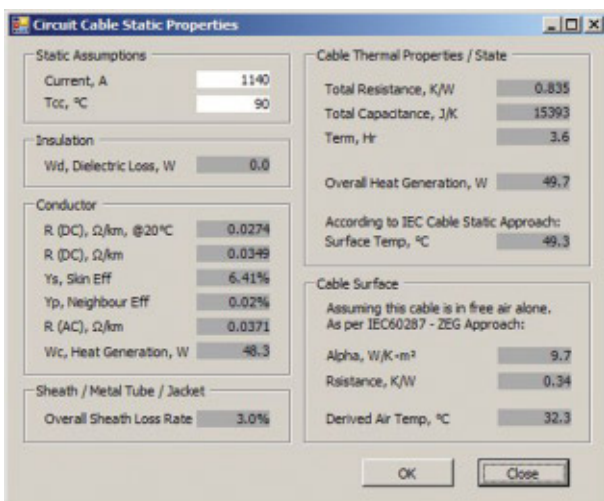 Circuit Cable Static Properties
Static Assumptions
Current, A 1140
Tcc, ºC 90
Insulation
Wd, Dielectric Loss, W 0.0
Conductor
R (DC), Ω/km, @20ºC 0.0274
R (DC), Ω/km 0.0349
Ys, Skin Eff 6.41%
Yp, Neighbour Eff 0.02%
R (AC), Ω/km 0.0371
Wc, Heat Generation, W 48.3
Sheath / Metal Tube / Jacket
Overall Sheath Loss Rate 3.0%
Cable Thermal Properties / State
Total Resistance, K/W 0.835
Total Capacitance, J/K 15393
Term, Hr 3.6
Overall Heat Generation, W 49.7
According to IEC Cable Static Approach:
Surface Temp, ºC 49.3
Cable Surface
Assuming this cable is in free air alone.
As per IEC60287 - ZEG Approach:
Alpha, W/K·m² 9.7
Rsistance, K/W 0.34
Derived Air Temp, ºC 32.3
OK
Close